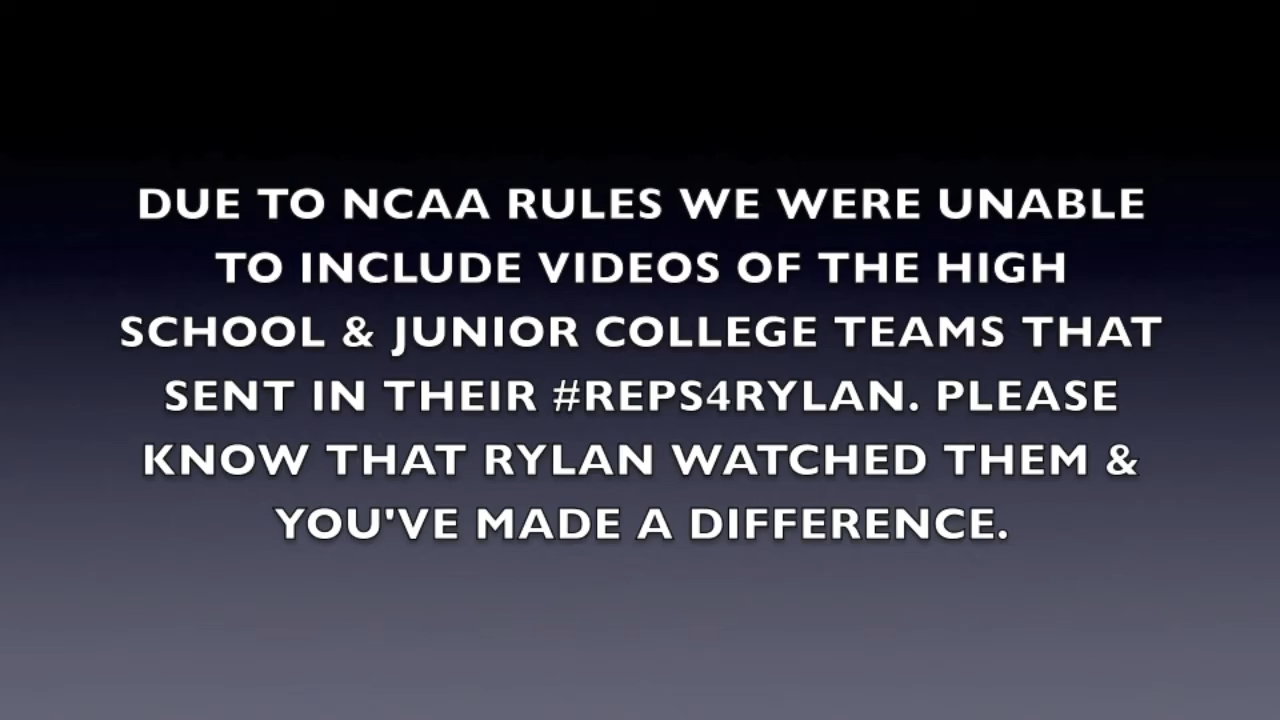 DUE TO NCAA RULES WE WERE UNABLE
TO INCLUDE VIDEOS OF THE HIGH
SCHOOL & JUNIOR COLLEGE TEAMS THAT
SENT IN THEIR #REPS4RYLAN. PLEASE
KNOW THAT RYLAN WATCHED THEM &
YOU'VE MADE A DIFFERENCE.